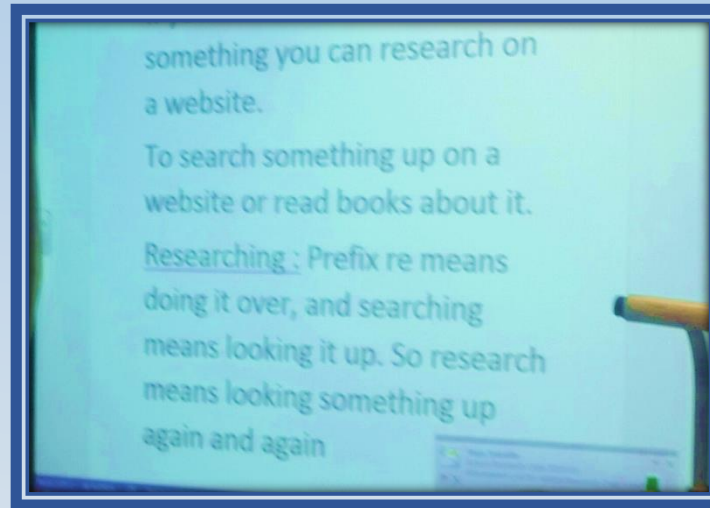 something you can research on
a website.
To search something up on a
website or read books about it.
Researching : Prefix re means
doing it over, and searching
means looking it up. So research
means looking something up
again and again